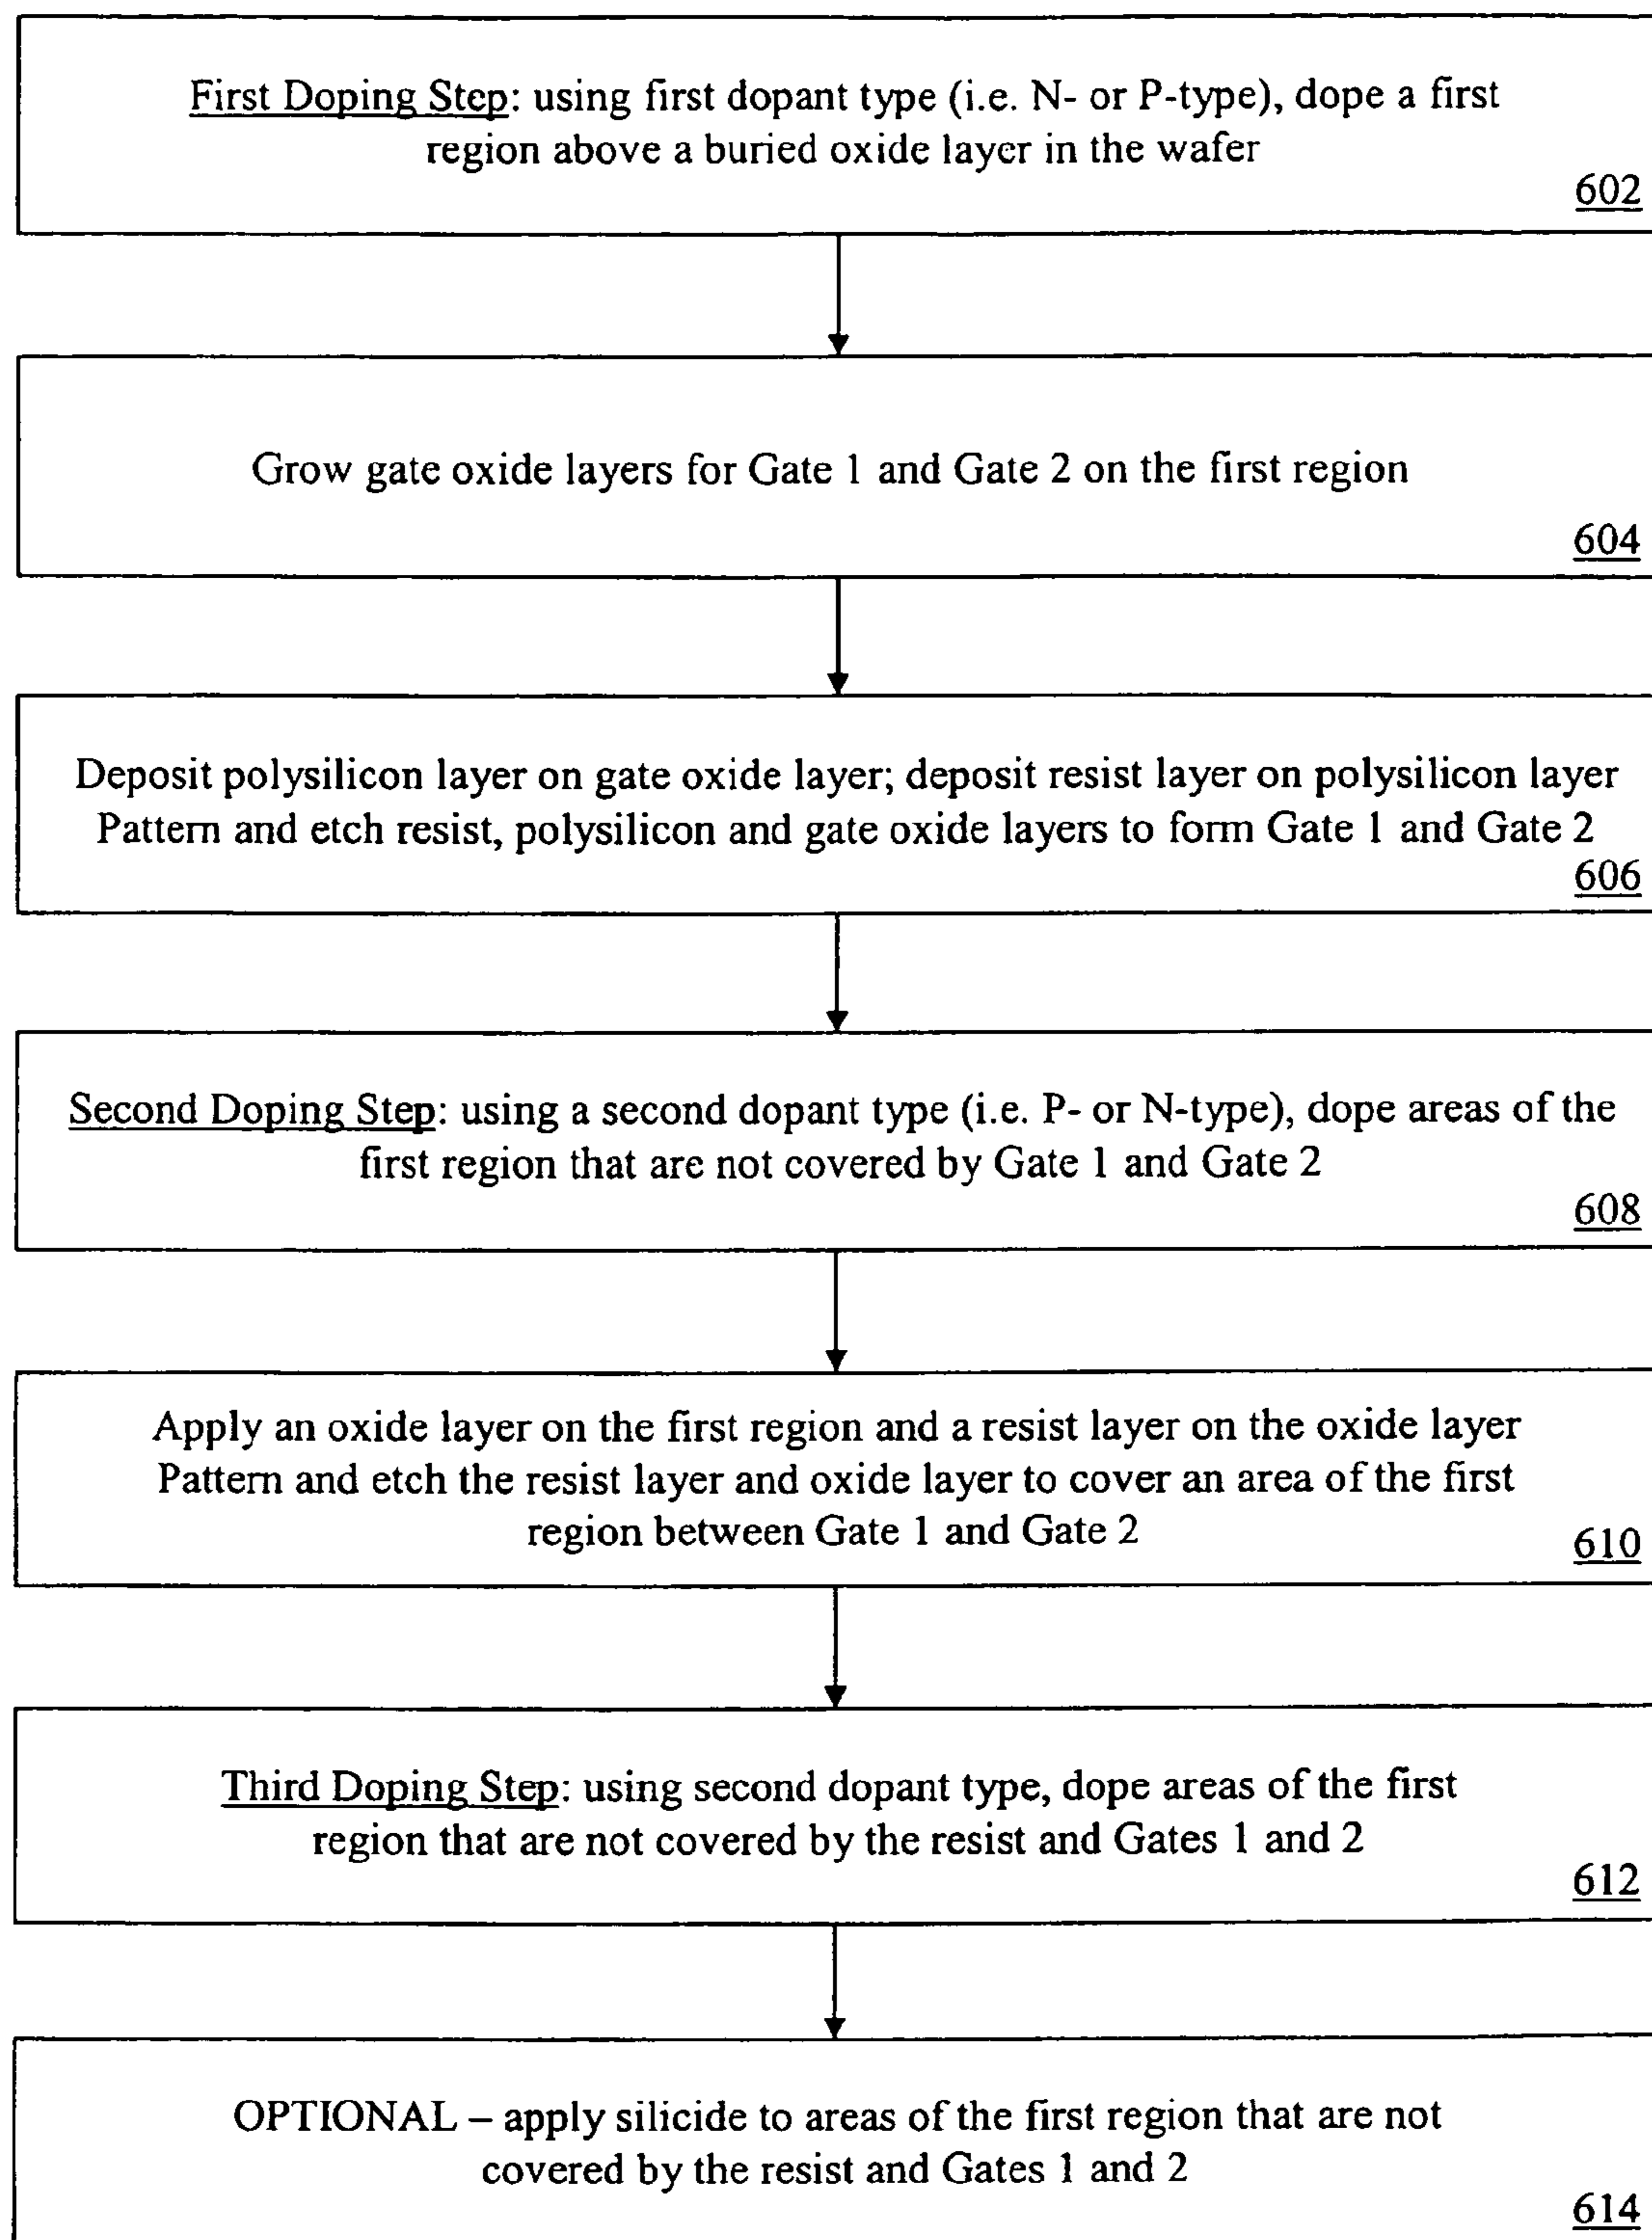 First Doping Step: using first dopant type (i.e. N- or P-type), dope a first
region above a buried oxide layer in the wafer
602
Grow gate oxide layers for Gate 1 and Gate 2 on the first region
604
Deposit polysilicon layer on gate oxide layer; deposit resist layer on polysilicon layer
Pattern and etch resist, polysilicon and gate oxide layers to form Gate 1 and Gate 2
606
Second Doping Step: using a second dopant type (i.e. P- or N-type), dope areas of the
first region that are not covered by Gate 1 and Gate 2
608
Apply an oxide layer on the first region and a resist layer on the oxide layer
Pattern and etch the resist layer and oxide layer to cover an area of the first
region between Gate 1 and Gate 2
610
Third Doping Step: using second dopant type, dope areas of the first
region that are not covered by the resist and Gates 1 and 2
612
OPTIONAL – apply silicide to areas of the first region that are not
covered by the resist and Gates 1 and 2
614